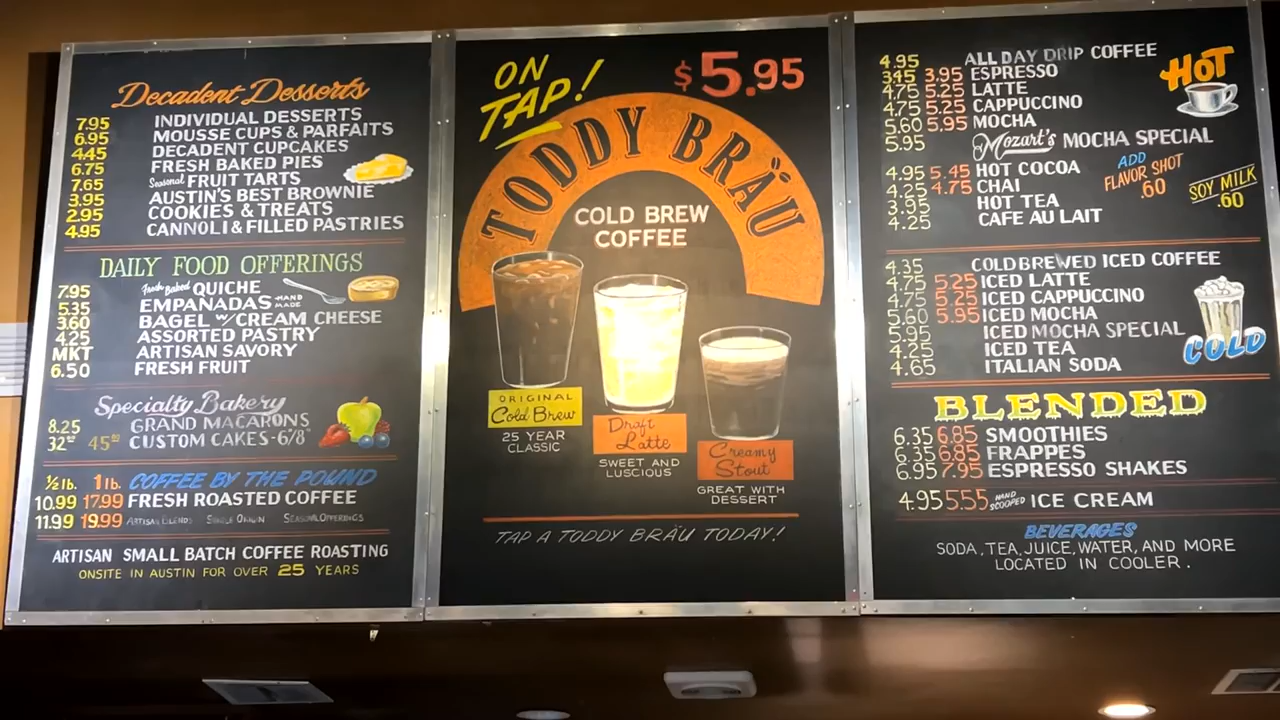 Decadent Desserts
7.95 INDIVIDUAL DESSERTS
6.95 MOUSSE CUPS & PARFAITS
4.45 DECADENT CUPCAKES
6.75 FRESH BAKED PIES
7.65 Seasonal FRUIT TARTS
3.95 AUSTIN'S BEST BROWNIE
2.95 COOKIES & TREATS
4.95 CANNOLI & FILLED PASTRIES
DAILY FOOD OFFERINGS
7.95 Fresh Baked QUICHE
5.35 EMPANADAS HAND MADE
3.60 BAGEL W/ CREAM CHEESE
4.25 ASSORTED PASTRY
MKT ARTISAN SAVORY
6.50 FRESH FRUIT
Specialty Bakery
8.25 GRAND MACARONS
32 45 CUSTOM CAKES - 6/8"
½ lb. 1 lb. COFFEE BY THE POUND
10.99 17.99 FRESH ROASTED COFFEE
11.99 19.99 ARTISAN BLENDS SINGLE ORIGIN SEASONAL OFFERINGS
ARTISAN SMALL BATCH COFFEE ROASTING
ONSITE IN AUSTIN FOR OVER 25 YEARS
ON TAP!
$5.95
TODDY BRÄU
COLD BREW
COFFEE
ORIGINAL
Cold Brew
25 YEAR
CLASSIC
Draft
Latte
SWEET AND
LUSCIOUS
Creamy
Stout
GREAT WITH
DESSERT
TAP A TODDY BRÄU TODAY!
HOT
4.95 ALL DAY DRIP COFFEE
3.45 3.95 ESPRESSO
4.75 5.25 LATTE
4.75 5.25 CAPPUCCINO
5.60 5.95 MOCHA
5.95 Mozart's MOCHA SPECIAL
4.95 5.45 HOT COCOA
4.25 4.75 CHAI
3.95 HOT TEA
4.25 CAFE AU LAIT
ADD
FLAVOR SHOT
.60
SOY MILK
.60
4.35 COLD BREWED ICED COFFEE
4.75 5.25 ICED LATTE
4.75 5.25 ICED CAPPUCCINO
5.60 5.95 ICED MOCHA
5.95 ICED MOCHA SPECIAL
4.25 ICED TEA
4.65 ITALIAN SODA
COLD
BLENDED
6.35 6.85 SMOOTHIES
6.35 6.85 FRAPPES
6.95 7.95 ESPRESSO SHAKES
4.95 5.55 HAND SCOOPED ICE CREAM
BEVERAGES
SODA, TEA, JUICE, WATER, AND MORE
LOCATED IN COOLER.